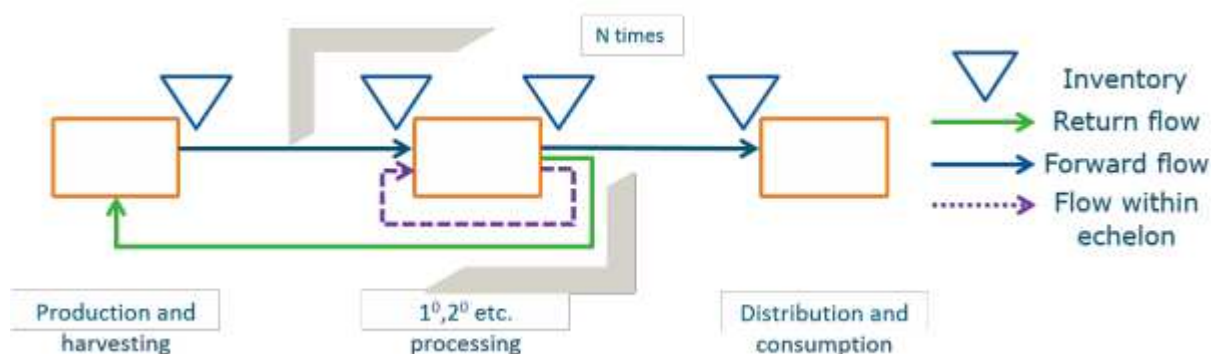 N times
Inventory
Return flow
Forward flow
Flow within
echelon
Production and
harvesting
1⁰,2⁰ etc.
processing
Distribution and
consumption